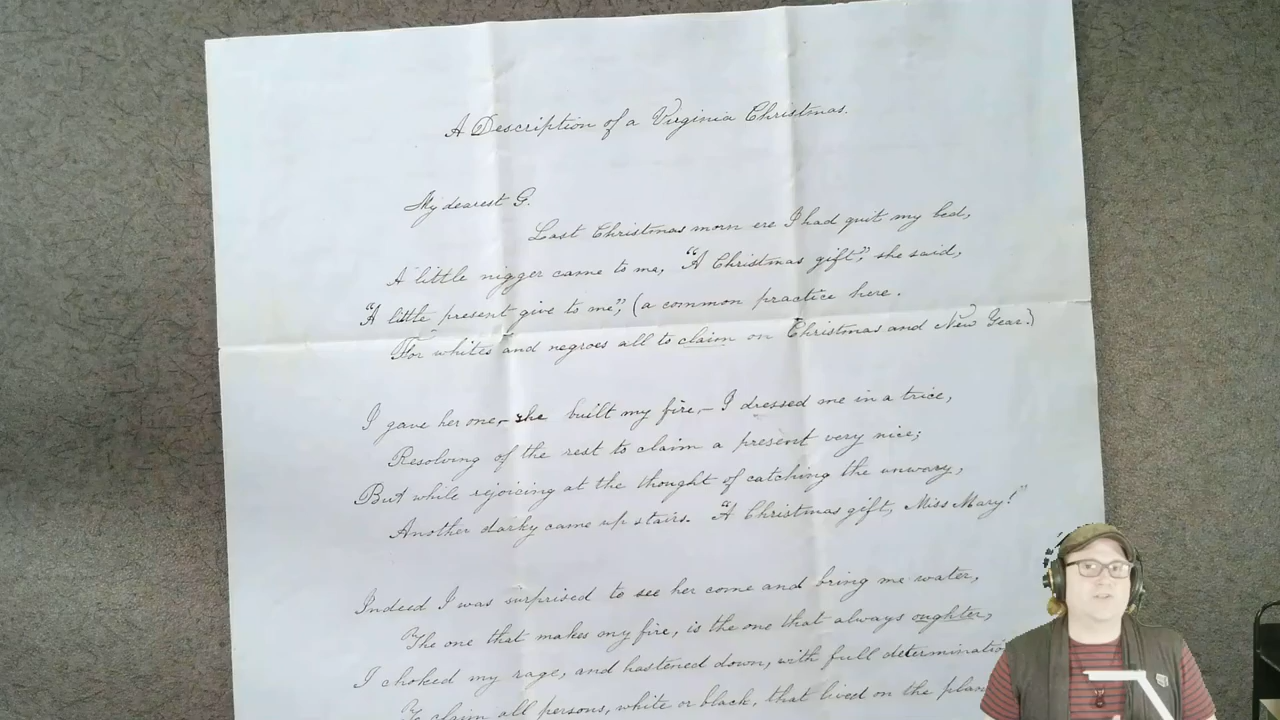 A Description of a Virginia Christmas.
My dearest G.
Last Christmas morn ere I had quit my bed,
A little nigger came to me, "A Christmas gift," she said,
"A little present give to me," (a common practice here.
For whites and negroes all to claim on Christmas and New Year.)
I gave her one,– she built my fire,– I dressed me in a trice,
Resolving of the rest to claim a present very nice;
But while rejoicing at the thought of catching the unwary,
Another darky came up stairs. "A Christmas gift, Miss Mary!"
Indeed I was surprised to see her come and bring me water,
The one that makes my fire, is the one that always oughter,
I choked my rage, and hastened down, with full
To claim all persons, white or black, that lived on the